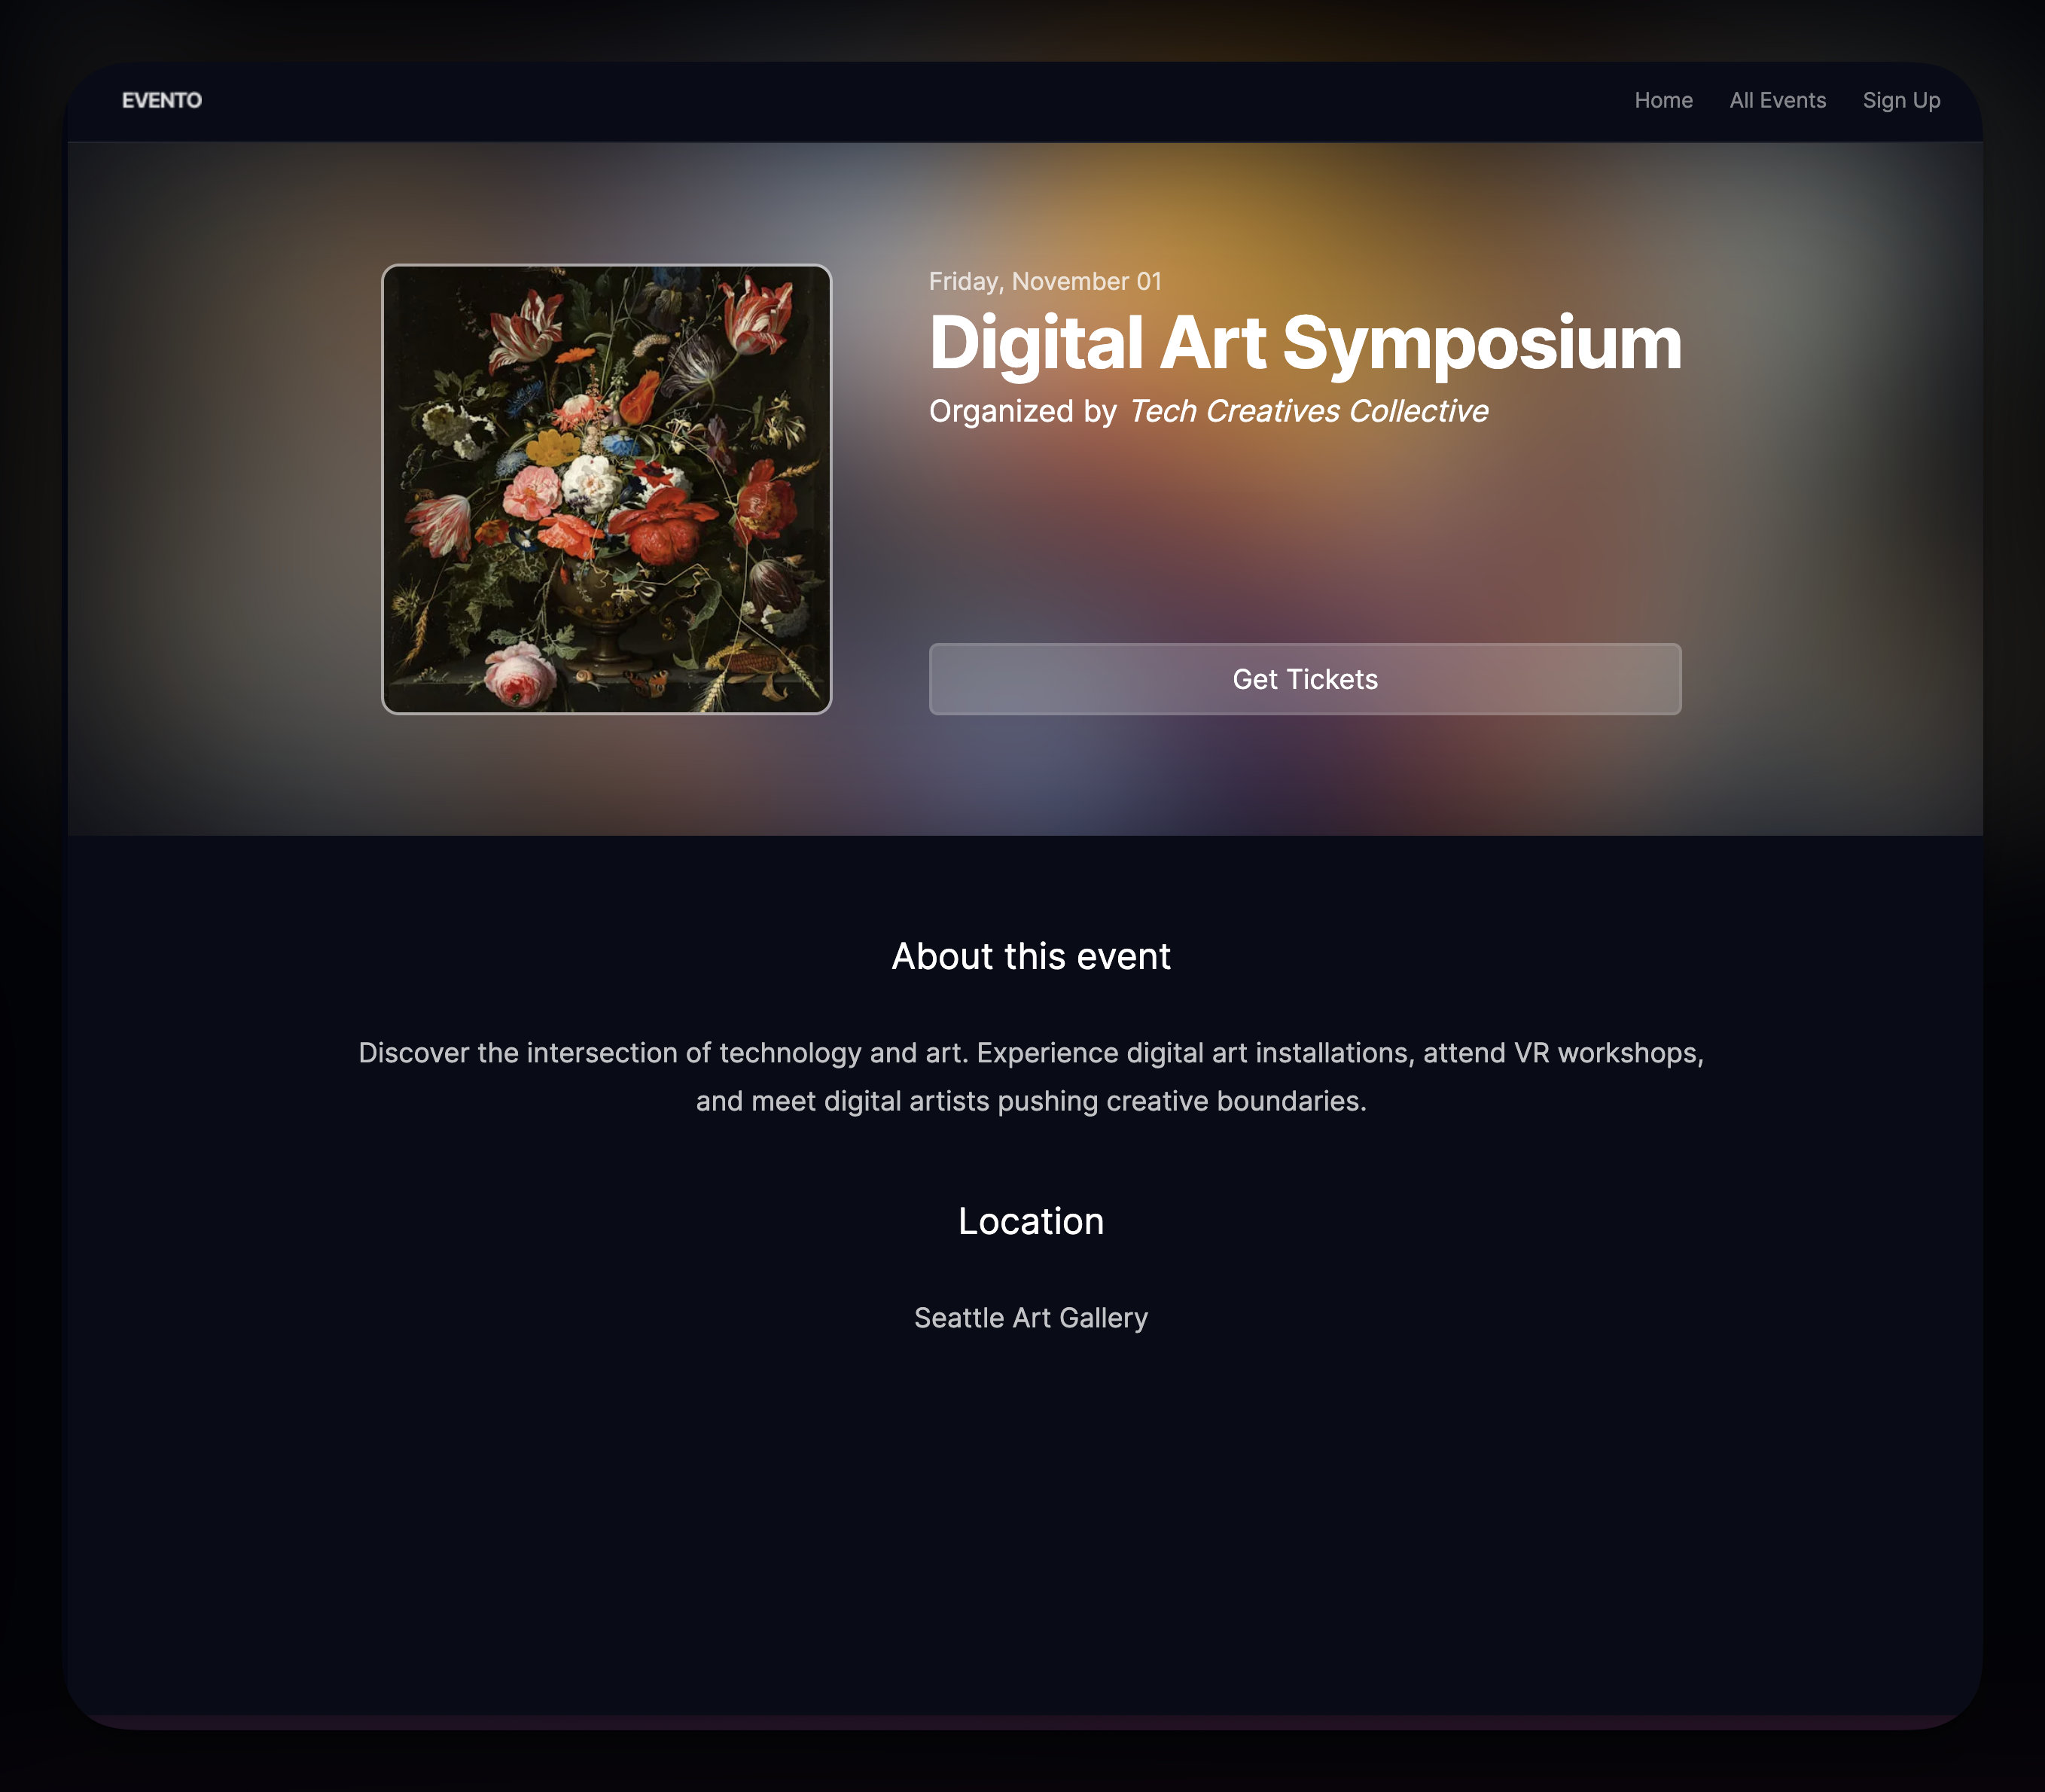 EVENTO
Home
All Events
Sign Up
Friday, November 01
Digital Art Symposium
Organized by Tech Creatives Collective
Get Tickets
About this event
Discover the intersection of technology and art. Experience digital art installations, attend VR workshops,
and meet digital artists pushing creative boundaries.
Location
Seattle Art Gallery